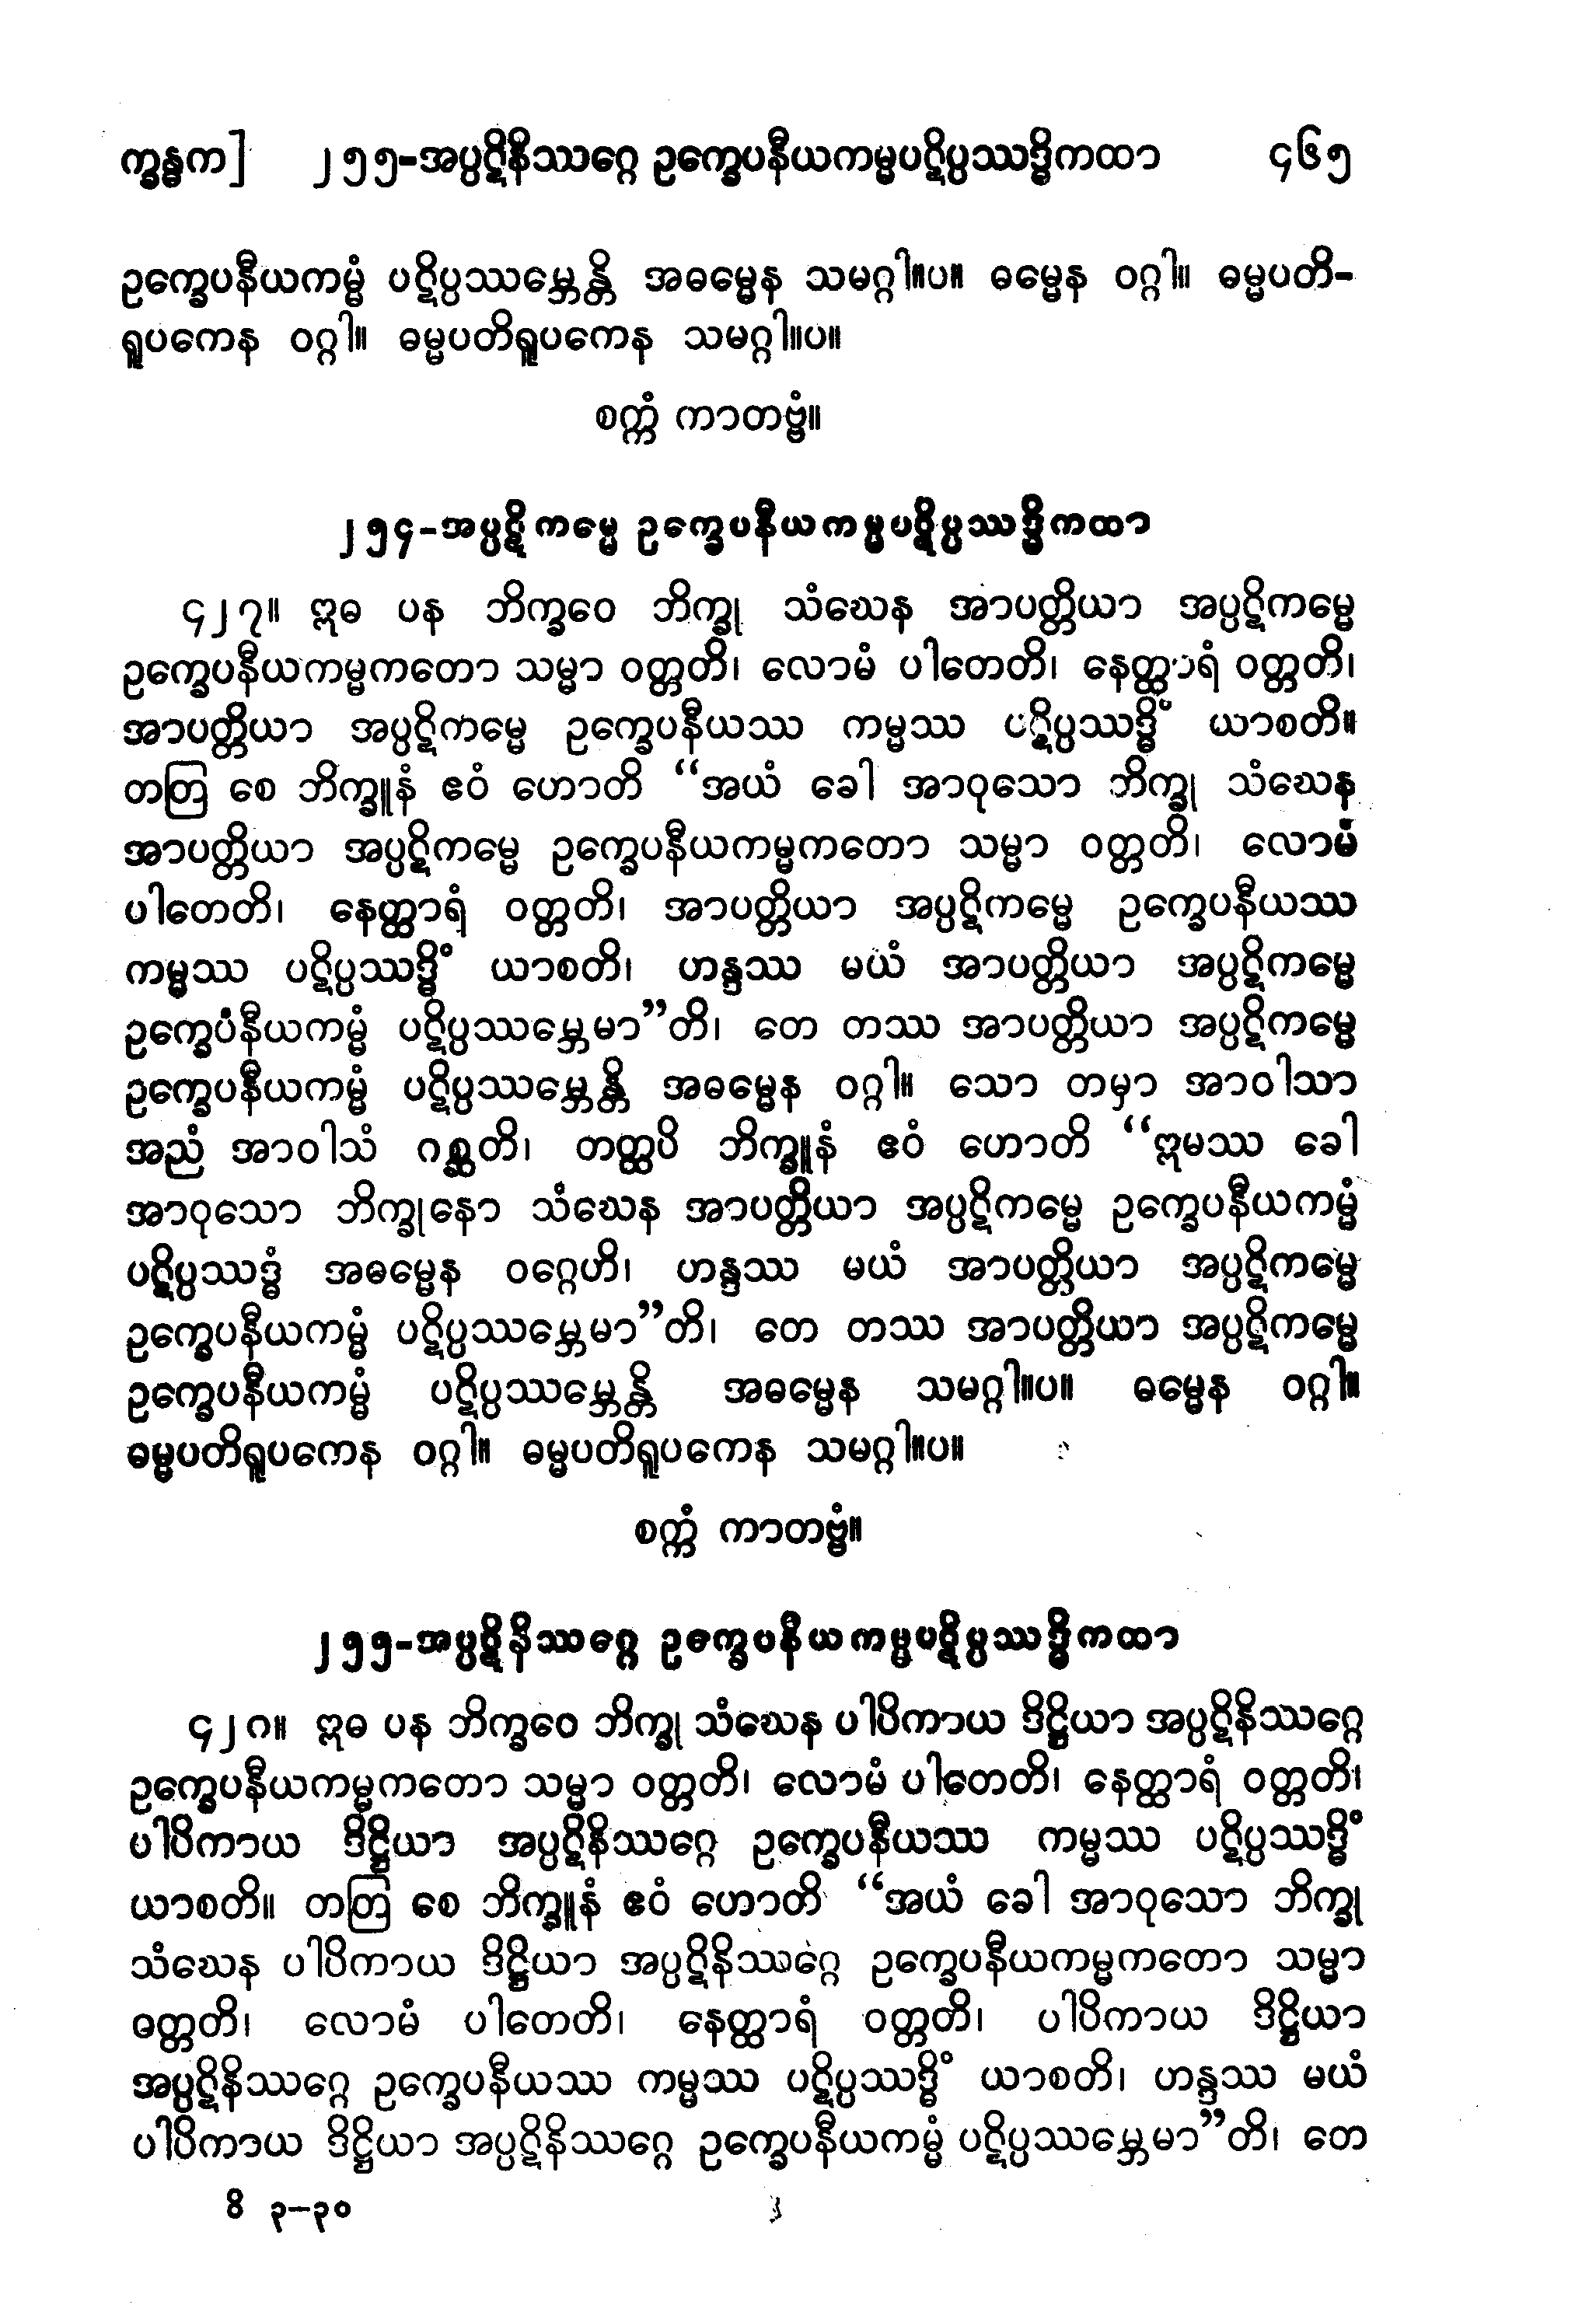 က္ခန္ဓက] ၂၅၅-အပ္ပဋိနိဿဂ္ဂေ ဥက္ခေပနီယကမ္မပဋိပ္ပဿဒ္ဓိကထာ ၄၆၅
ဥက္ခေပနီယကမ္မံ ပဋိပ္ပဿမ္ဘေန္တိ အဓမ္မေန သမဂ္ဂါ။ပ။ ဓမ္မေန ဝဂ္ဂါ။ ဓမ္မပတိ-
ရူပကေန ဝဂ္ဂါ။ ဓမ္မပတိရူပကေန သမဂ္ဂါ။ပ။
စက္ကံ ကာတဗ္ဗံ။
၂၅၄-အပ္ပဋိကမ္မေ ဥက္ခေပနီယကမ္မပဋိပ္ပဿဒ္ဓိကထာ
၄၂၇။ ဣဓ ပန ဘိက္ခဝေ ဘိက္ခု သံဃေန အာပတ္တိယာ အပ္ပဋိကမ္မေ
ဥက္ခေပနီယကမ္မကတော သမ္မာ ဝတ္တတိ၊ လောမံ ပါတေတိ၊ နေတ္ထာရံ ဝတ္တတိ၊
အာပတ္တိယာ အပ္ပဋိကမ္မေ ဥက္ခေပနီယဿ ကမ္မဿ ပဋိပ္ပဿဒ္ဓိံ ယာစတိ။
တတြ စေ ဘိက္ခူနံ ဧဝံ ဟောတိ “အယံ ခေါ အာဝုသော ဘိက္ခု သံဃေန
အာပတ္တိယာ အပ္ပဋိကမ္မေ ဥက္ခေပနီယကမ္မကတော သမ္မာ ဝတ္တတိ၊ လောမံ
ပါတေတိ၊ နေတ္ထာရံ ဝတ္တတိ၊ အာပတ္တိယာ အပ္ပဋိကမ္မေ ဥက္ခေပနီယဿ
ကမ္မဿ ပဋိပ္ပဿဒ္ဓိံ ယာစတိ၊ ဟန္ဒဿ မယံ အာပတ္တိယာ အပ္ပဋိကမ္မေ
ဥက္ခေပနီယကမ္မံ ပဋိပ္ပဿမ္ဘေမာ”တိ၊ တေ တဿ အာပတ္တိယာ အပ္ပဋိကမ္မေ
ဥက္ခေပနီယကမ္မံ ပဋိပ္ပဿမ္ဘေန္တိ အဓမ္မေန ဝဂ္ဂါ။ သော တမှာ အာဝါသာ
အညံ အာဝါသံ ဂစ္ဆတိ၊ တတ္ထပိ ဘိက္ခူနံ ဧဝံ ဟောတိ “ဣမဿ ခေါ
အာဝုသော ဘိက္ခုနော သံဃေန အာပတ္တိယာ အပ္ပဋိကမ္မေ ဥက္ခေပနီယကမ္မံ
ပဋိပ္ပဿဒ္ဓံ အဓမ္မေန ဝဂ္ဂေဟိ၊ ဟန္ဒဿ မယံ အာပတ္တိယာ အပ္ပဋိကမ္မေ
ဥက္ခေပနီယကမ္မံ ပဋိပ္ပဿမ္ဘေမာ”တိ၊ တေ တဿ အာပတ္တိယာ အပ္ပဋိကမ္မေ
ဥက္ခေပနီယကမ္မံ ပဋိပ္ပဿမ္ဘေန္တိ အဓမ္မေန သမဂ္ဂါ။ပ။ ဓမ္မေန ဝဂ္ဂါ။
ဓမ္မပတိရူပကေန ဝဂ္ဂါ။ ဓမ္မပတိရူပကေန သမဂ္ဂါ။ပ။
စက္ကံ ကာတဗ္ဗံ။
၂၅၅-အပ္ပဋိနိဿဂ္ဂေ ဥက္ခေပနီယကမ္မပဋိပ္ပဿဒ္ဓိကထာ
၄၂၈။ ဣဓ ပန ဘိက္ခဝေ ဘိက္ခု သံဃေန ပါပိကာယ ဒိဋ္ဌိယာ အပ္ပဋိနိဿဂ္ဂေ
ဥက္ခေပနီယကမ္မကတော သမ္မာ ဝတ္တတိ၊ လောမံ ပါတေတိ၊ နေတ္ထာရံ ဝတ္တတိ၊
ပါပိကာယ ဒိဋ္ဌိယာ အပ္ပဋိနိဿဂ္ဂေ ဥက္ခေပနီယဿ ကမ္မဿ ပဋိပ္ပဿဒ္ဓိံ
ယာစတိ။ တတြ စေ ဘိက္ခူနံ ဧဝံ ဟောတိ “အယံ ခေါ အာဝုသော ဘိက္ခု
သံဃေန ပါပိကာယ ဒိဋ္ဌိယာ အပ္ပဋိနိဿဂ္ဂေ ဥက္ခေပနီယကမ္မကတော သမ္မာ
ဝတ္တတိ၊ လောမံ ပါတေတိ၊ နေတ္ထာရံ ဝတ္တတိ၊ ပါပိကာယ ဒိဋ္ဌိယာ
အပ္ပဋိနိဿဂ္ဂေ ဥက္ခေပနီယဿ ကမ္မဿ ပဋိပ္ပဿဒ္ဓိံ ယာစတိ၊ ဟန္ဒဿ မယံ
ပါပိကာယ ဒိဋ္ဌိယာ အပ္ပဋိနိဿဂ္ဂေ ဥက္ခေပနီယကမ္မံ ပဋိပ္ပဿမ္ဘေမာ”တိ၊ တေ
ဝိ ၃-၃၀